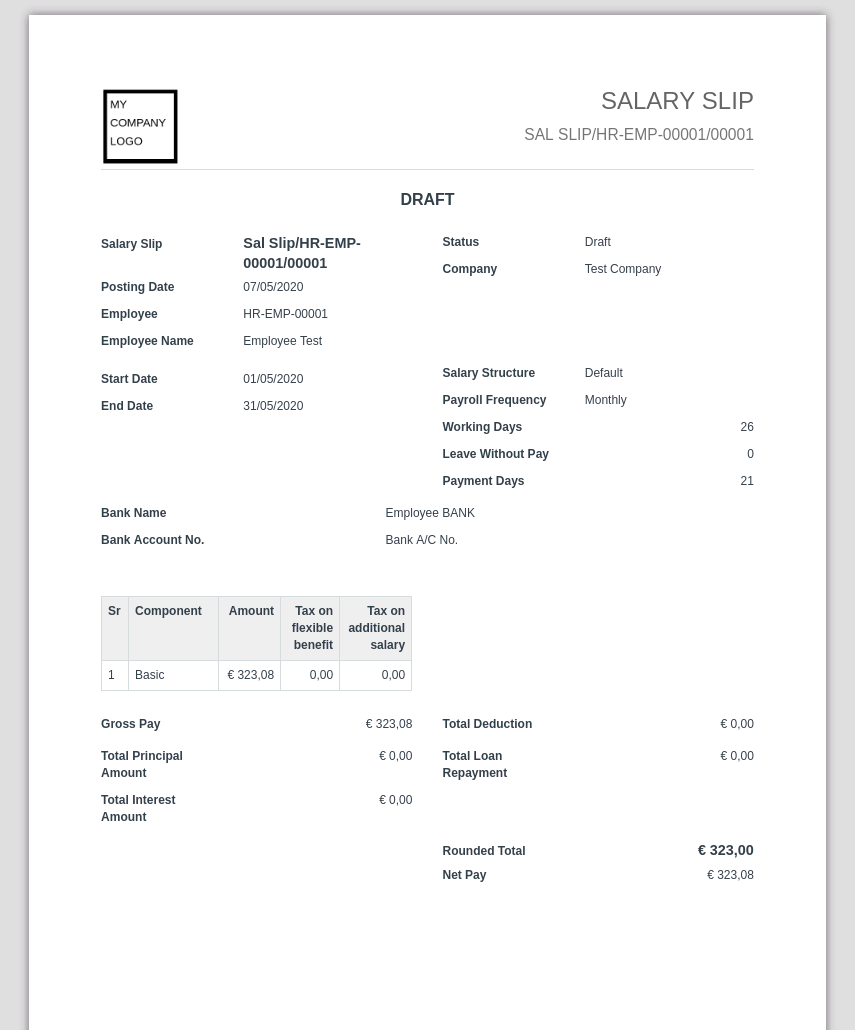 MY
COMPANY
LOGO
SALARY SLIP
SAL SLIP/HR-EMP-00001/00001
DRAFT
Salary Slip Sal Slip/HR-EMP-
00001/00001
Posting Date 07/05/2020
Employee HR-EMP-00001
Employee Name Employee Test
Status Draft
Company Test Company
Start Date 01/05/2020
End Date 31/05/2020
Salary Structure Default
Payroll Frequency Monthly
Working Days 26
Leave Without Pay 0
Payment Days 21
Bank Name Employee BANK
Bank Account No. Bank A/C No.
Sr Component Amount Tax on Tax on
flexible additional
benefit salary
1 Basic € 323,08 0,00 0,00
Gross Pay € 323,08
Total Principal € 0,00
Amount
Total Interest € 0,00
Amount
Total Deduction € 0,00
Total Loan € 0,00
Repayment
Rounded Total € 323,00
Net Pay € 323,08